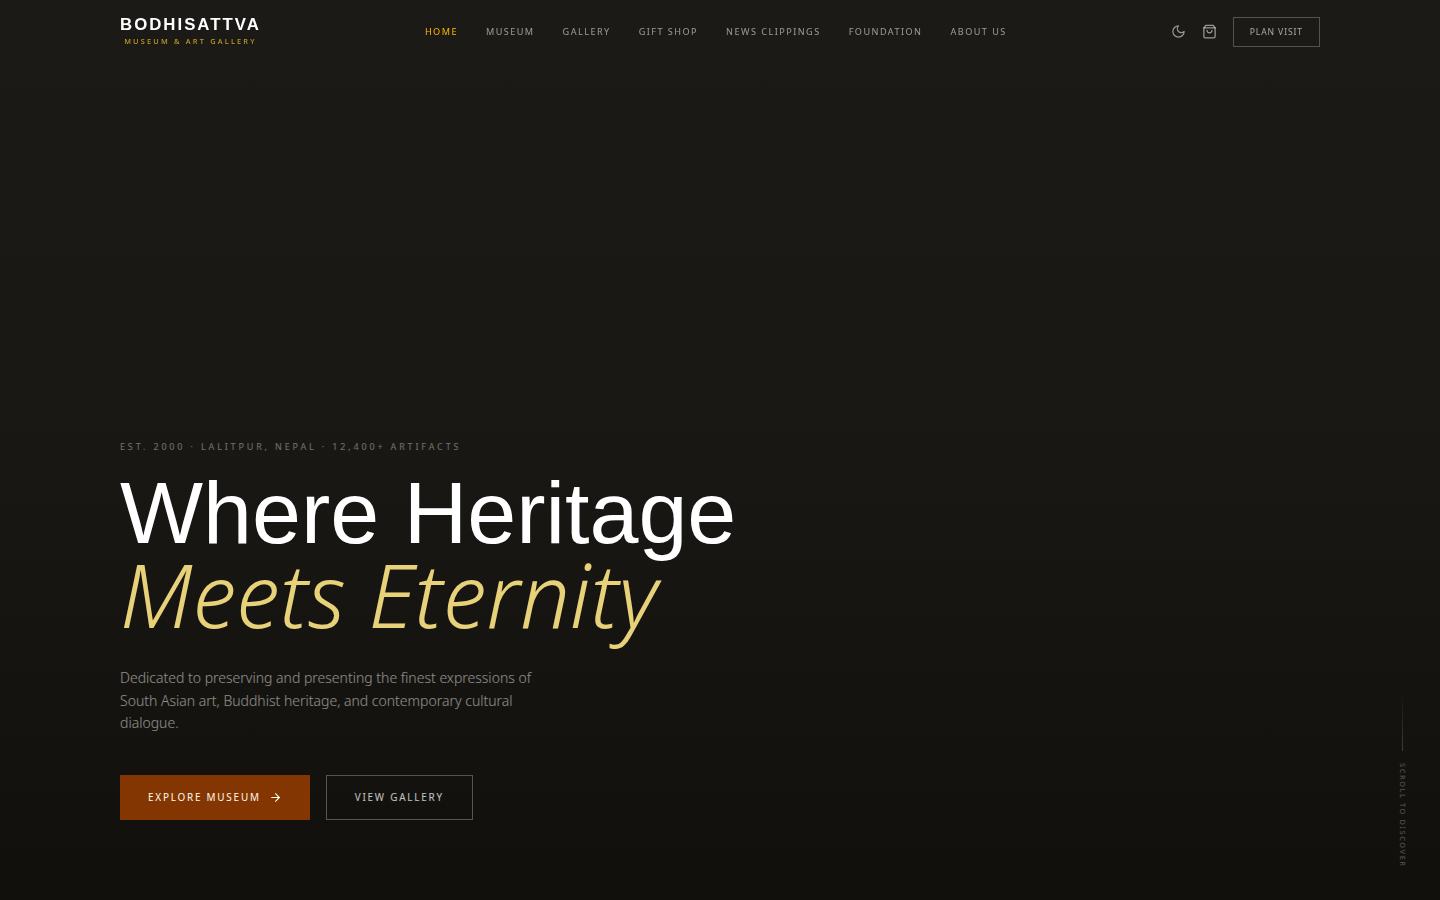 BODHISATTVA
MUSEUM & ART GALLERY
HOME
MUSEUM
GALLERY
GIFT SHOP
NEWS CLIPPINGS
FOUNDATION
ABOUT US
PLAN VISIT
EST. 2000 · LALITPUR, NEPAL · 12,400+ ARTIFACTS
Where Heritage
Meets Eternity
Dedicated to preserving and presenting the finest expressions of
South Asian art, Buddhist heritage, and contemporary cultural
dialogue.
EXPLORE MUSEUM →
VIEW GALLERY
SCROLL TO DISCOVER